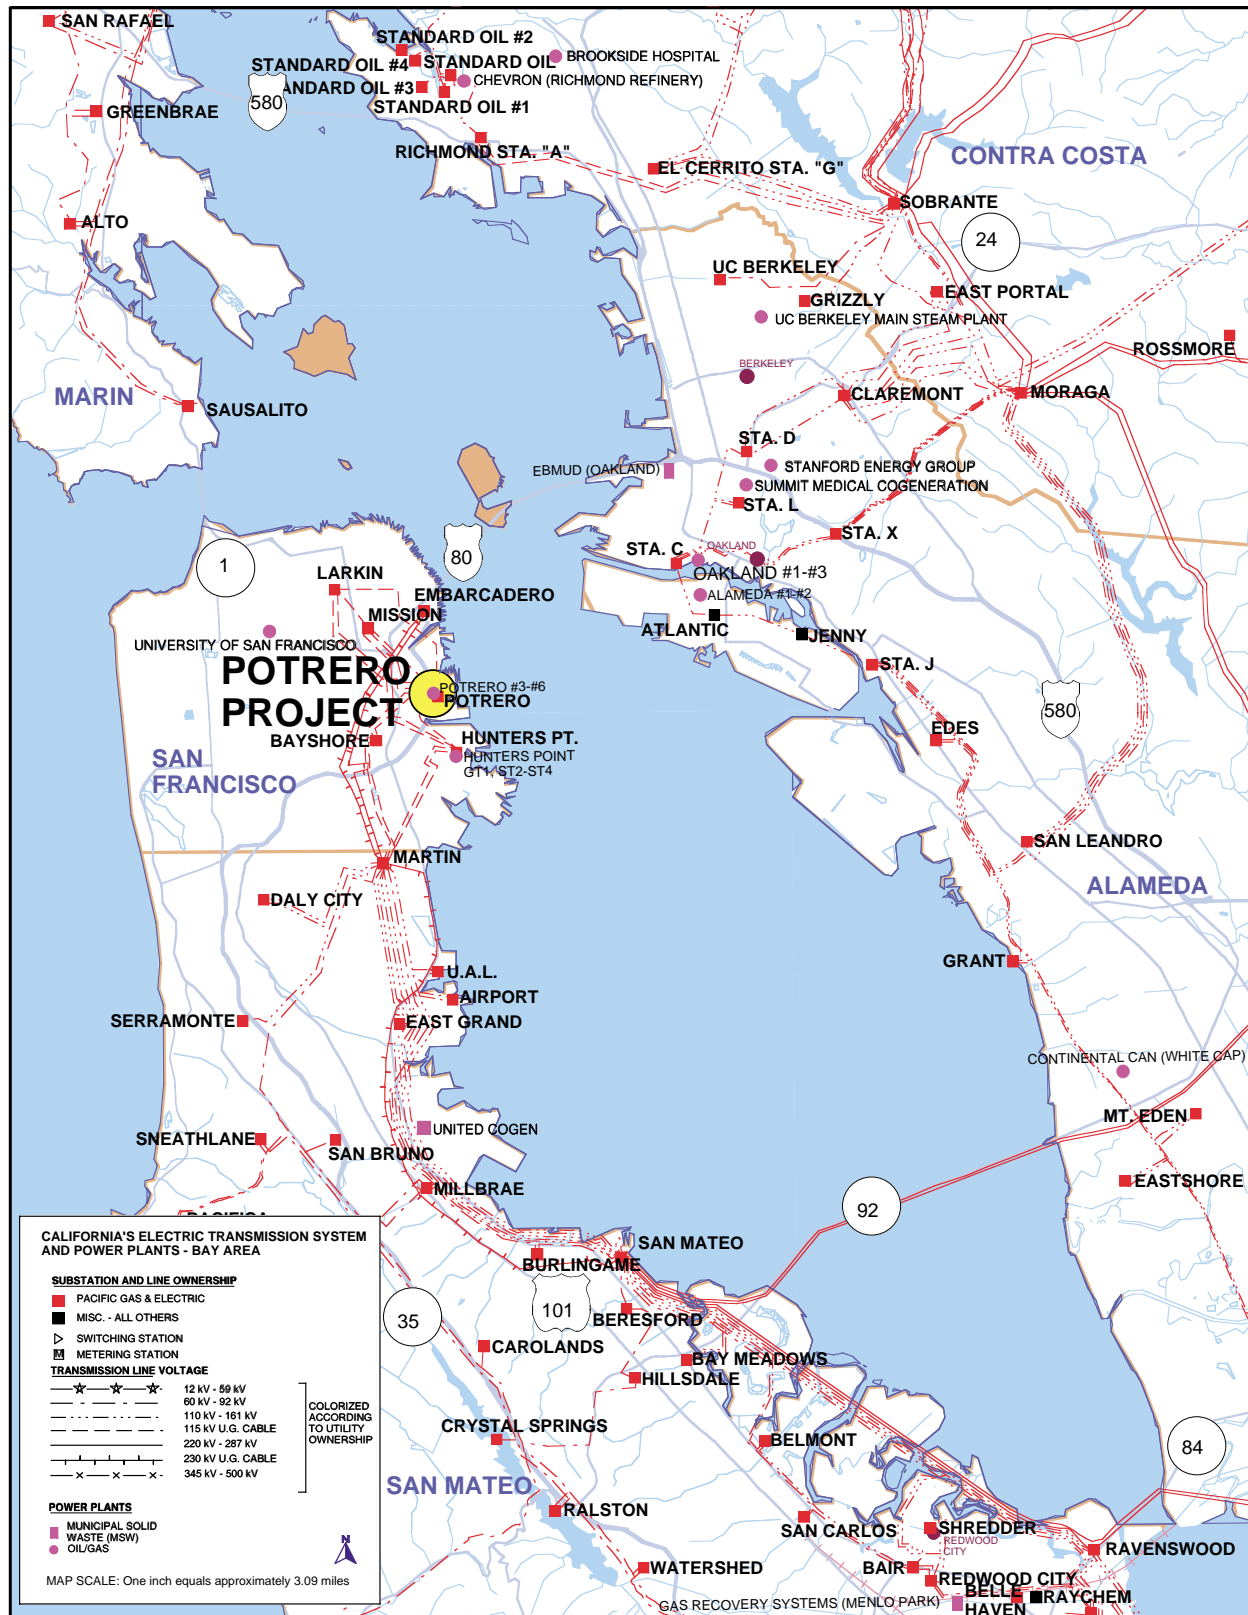 SAN RAFAEL
STANDARD OIL #2
STANDARD OIL #4
STANDARD OIL
BROOKSIDE HOSPITAL
CHEVRON (RICHMOND REFINERY)
ANDARD OIL #3
580
STANDARD OIL #1
GREENBRAE
RICHMOND STA. "A"
CONTRA COSTA
EL CERRITO STA. "G"
SOBRANTE
ALTO
24
UC BERKELEY
GRIZZLY
EAST PORTAL
UC BERKELEY MAIN STEAM PLANT
ROSSMORE
BERKELEY
MARIN
CLAREMONT
MORAGA
SAUSALITO
STA. D
EBMUD (OAKLAND)
STANFORD ENERGY GROUP
SUMMIT MEDICAL COGENERATION
STA. L
STA. X
1
80
STA. C
OAKLAND
OAKLAND #1-#3
LARKIN
EMBARCADERO
MISSION
ALAMEDA #1-#2
ATLANTIC
JENNY
UNIVERSITY OF SAN FRANCISCO
POTRERO
PROJECT
POTRERO #3-#6
POTRERO
STA. J
580
BAYSHORE
HUNTERS PT.
HUNTERS POINT
GT1, ST2-ST4
EDES
SAN
FRANCISCO
MARTIN
SAN LEANDRO
ALAMEDA
DALY CITY
GRANT
U.A.L.
AIRPORT
SERRAMONTE
EAST GRAND
CONTINENTAL CAN (WHITE CAP)
MT. EDEN
UNITED COGEN
SNEATHLANE
SAN BRUNO
EASTSHORE
MILLBRAE
92
SAN MATEO
BURLINGAME
101
BERESFORD
35
CAROLANDS
BAY MEADOWS
HILLSDALE
CRYSTAL SPRINGS
BELMONT
84
SAN MATEO
RALSTON
SAN CARLOS
SHREDDER
REDWOOD
CITY
RAVENSWOOD
WATERSHED
BAIR
REDWOOD CITY
BELLE
HAVEN
RAYCHEM
GAS RECOVERY SYSTEMS (MENLO PARK)
CALIFORNIA'S ELECTRIC TRANSMISSION SYSTEM
AND POWER PLANTS - BAY AREA
SUBSTATION AND LINE OWNERSHIP
PACIFIC GAS & ELECTRIC
MISC. - ALL OTHERS
SWITCHING STATION
M METERING STATION
TRANSMISSION LINE VOLTAGE
12 kV - 59 kV
60 kV - 92 kV
110 kV - 161 kV
115 kV U.G. CABLE
220 kV - 287 kV
230 kV U.G. CABLE
345 kV - 500 kV
COLORIZED
ACCORDING
TO UTILITY
OWNERSHIP
POWER PLANTS
MUNICIPAL SOLID
WASTE (MSW)
OIL/GAS
N
MAP SCALE: One inch equals approximately 3.09 miles